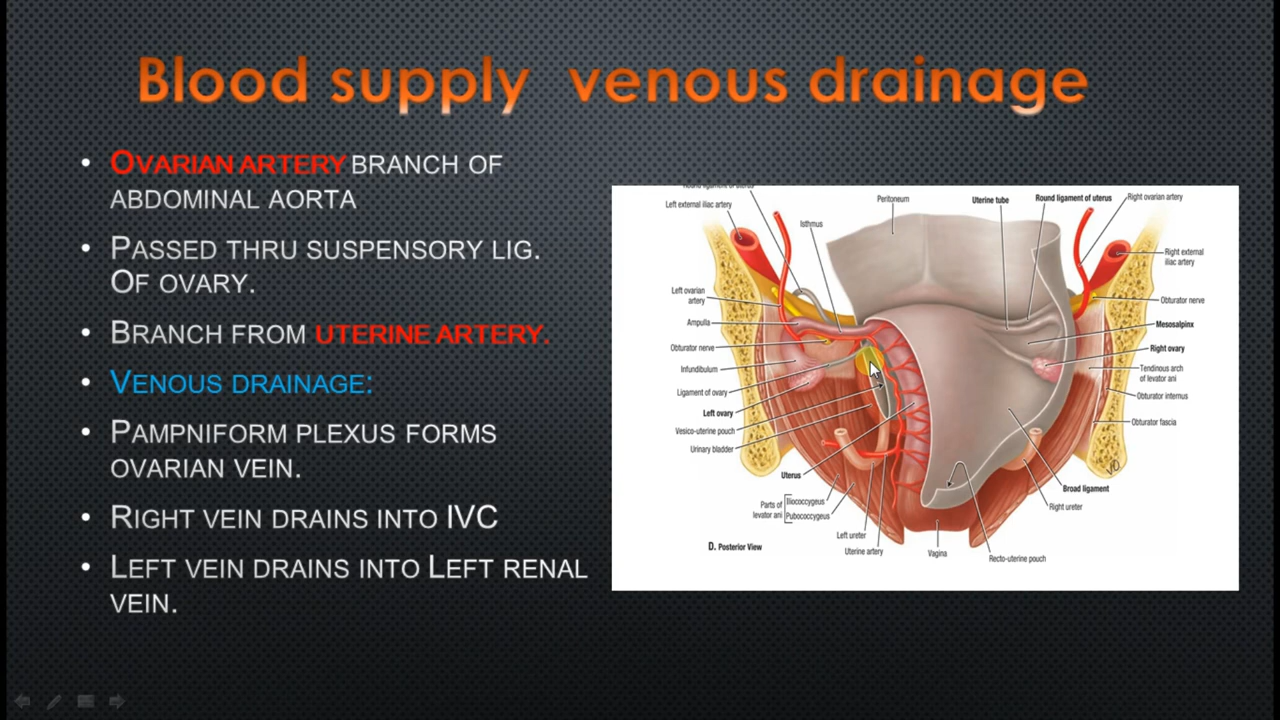 Blood supply venous drainage
• OVARIAN ARTERY BRANCH OF
ABDOMINAL AORTA
• PASSED THRU SUSPENSORY LIG.
OF OVARY.
• BRANCH FROM UTERINE ARTERY.
• VENOUS DRAINAGE:
• PAMPNIFORM PLEXUS FORMS
OVARIAN VEIN.
• RIGHT VEIN DRAINS INTO IVC
• LEFT VEIN DRAINS INTO LEFT RENAL
VEIN.
Round ligament of uterus
Left external iliac artery
Isthmus
Peritoneum
Uterine tube
Round ligament of uterus
Right ovarian artery
Right external
iliac artery
Left ovarian
artery
Obturator nerve
Ampulla
Mesosalpinx
Obturator nerve
Right ovary
Infundibulum
Tendinous arch
of levator ani
Ligament of ovary
Obturator internus
Left ovary
Obturator fascia
Vesico-uterine pouch
Urinary bladder
Uterus
Broad ligament
Parts of
levator ani
Iliococcygeus
Pubococcygeus
Right ureter
Left ureter
Uterine artery
Vagina
Recto-uterine pouch
D. Posterior View